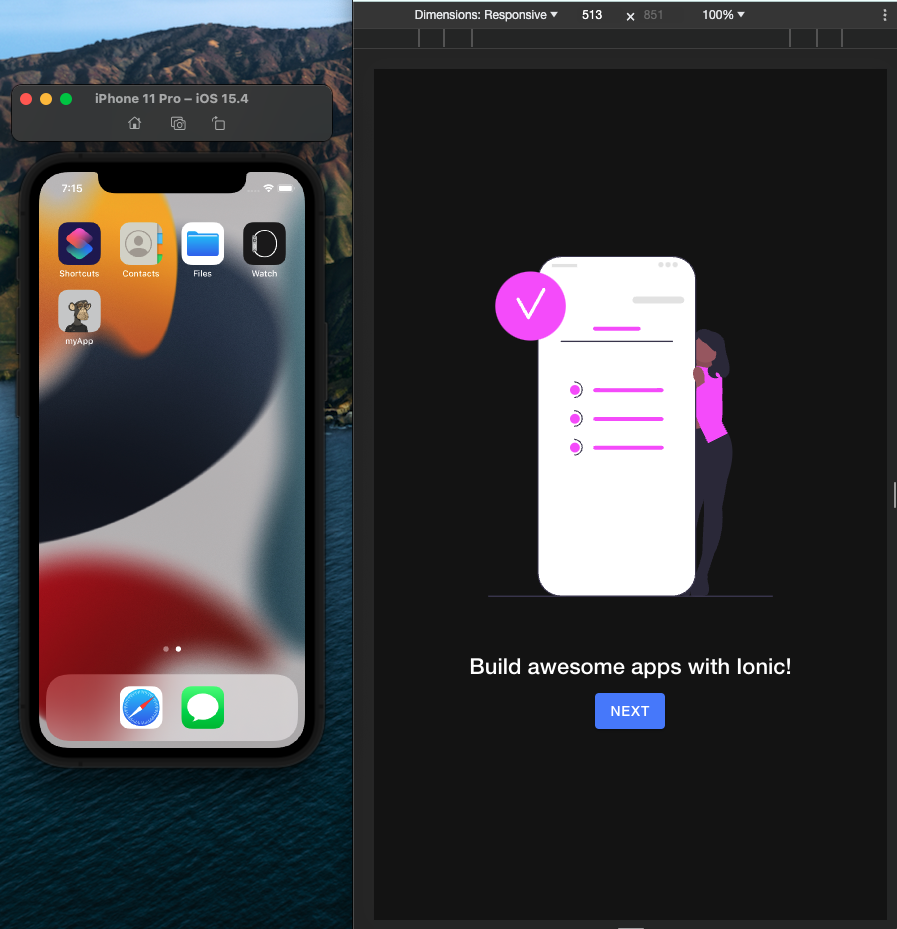 Dimensions: Responsive 513 × 851 100%
iPhone 11 Pro – iOS 15.4
7:15
Shortcuts Contacts Files Watch
myApp
Build awesome apps with Ionic!
NEXT